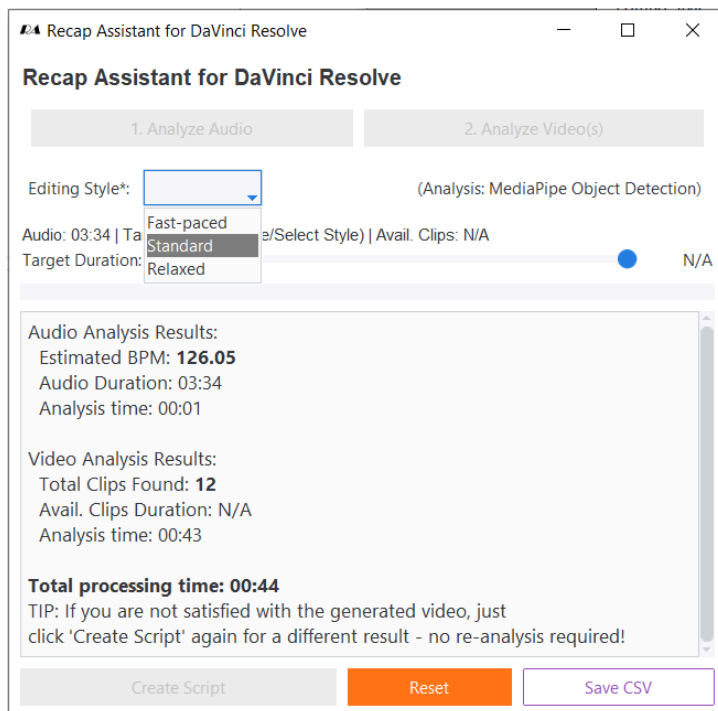 Recap Assistant for DaVinci Resolve
Recap Assistant for DaVinci Resolve
1. Analyze Audio
2. Analyze Video(s)
Editing Style*:
(Analysis: MediaPipe Object Detection)
Fast-paced
Standard
Relaxed
Audio: 03:34 | Ta e/Select Style) | Avail. Clips: N/A
Target Duration: N/A
Audio Analysis Results:
Estimated BPM: 126.05
Audio Duration: 03:34
Analysis time: 00:01
Video Analysis Results:
Total Clips Found: 12
Avail. Clips Duration: N/A
Analysis time: 00:43
Total processing time: 00:44
TIP: If you are not satisfied with the generated video, just
click 'Create Script' again for a different result - no re-analysis required!
Create Script
Reset
Save CSV